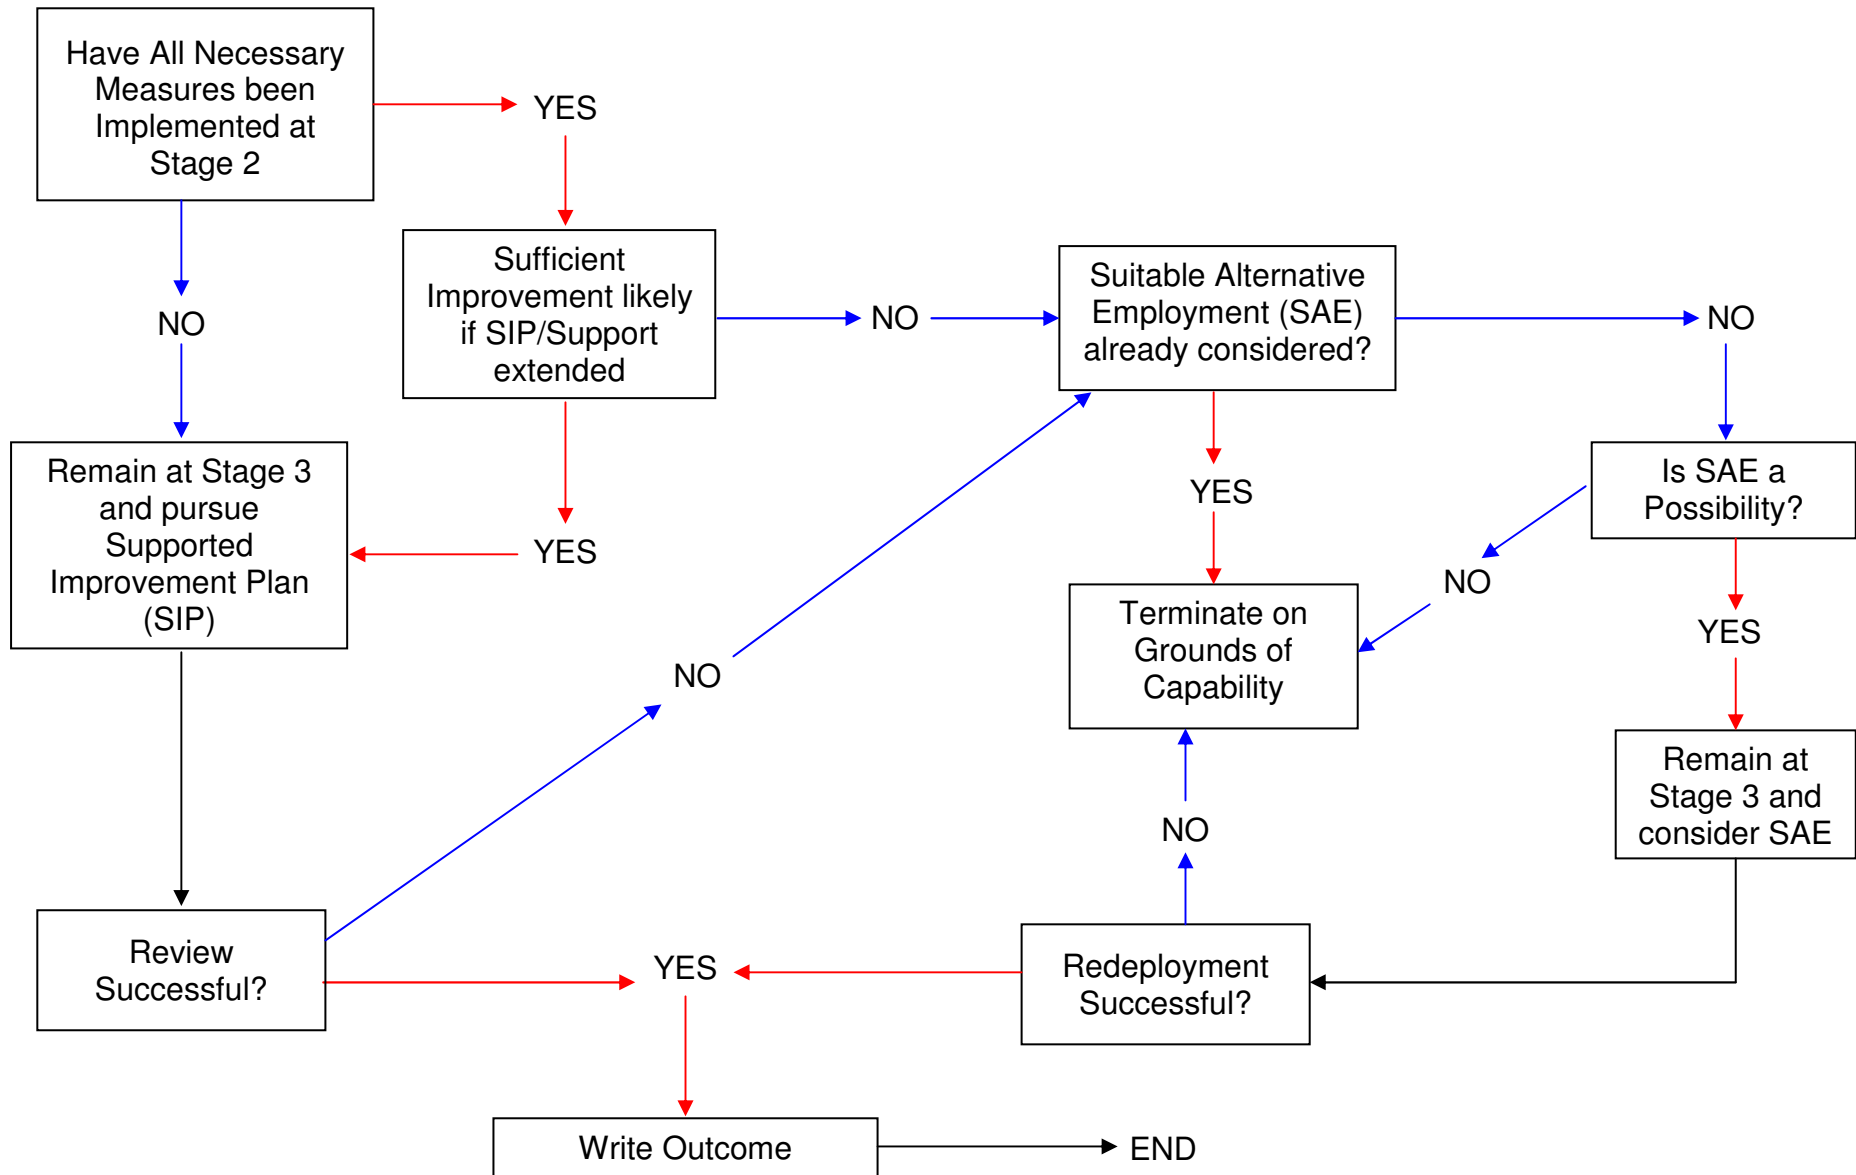 Have All Necessary
Measures been
Implemented at
Stage 2
YES
NO
Sufficient
Improvement likely
if SIP/Support
extended
NO
Suitable Alternative
Employment (SAE)
already considered?
NO
YES
Remain at Stage 3
and pursue
Supported
Improvement Plan
(SIP)
YES
Is SAE a
Possibility?
NO
YES
Terminate on
Grounds of
Capability
NO
Remain at
Stage 3 and
consider SAE
NO
Review
Successful?
YES
Redeployment
Successful?
Write Outcome
END